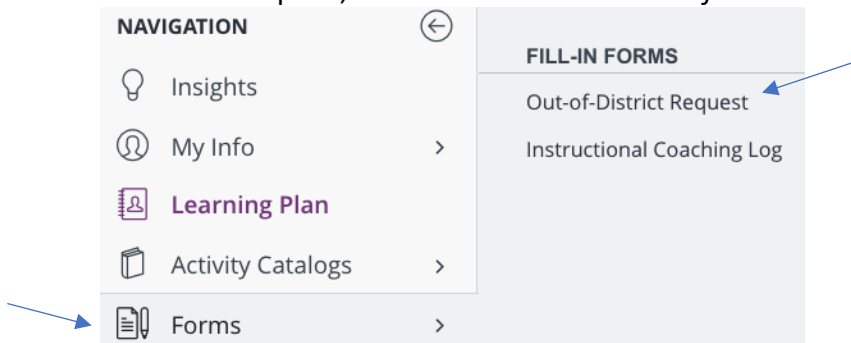 NAVIGATION
Insights
My Info
Learning Plan
Activity Catalogs
Forms
FILL-IN FORMS
Out-of-District Request
Instructional Coaching Log